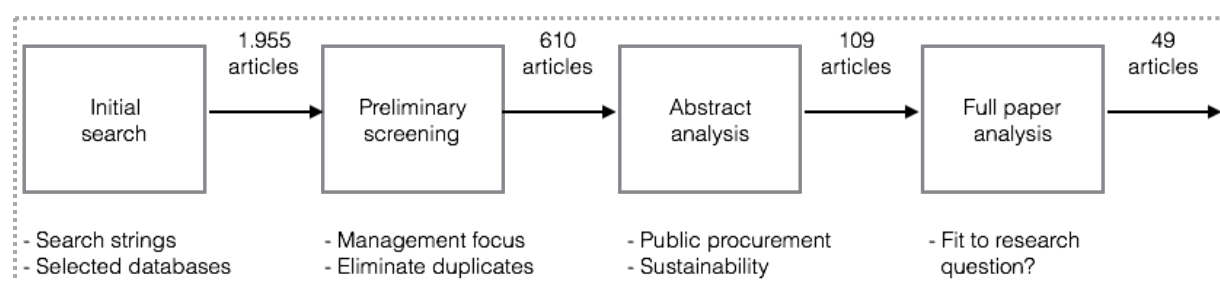 1.955
articles
610
articles
109
articles
49
articles
Initial
search
Preliminary
screening
Abstract
analysis
Full paper
analysis
- Search strings
- Selected databases
- Management focus
- Eliminate duplicates
- Public procurement
- Sustainability
- Fit to research
question?